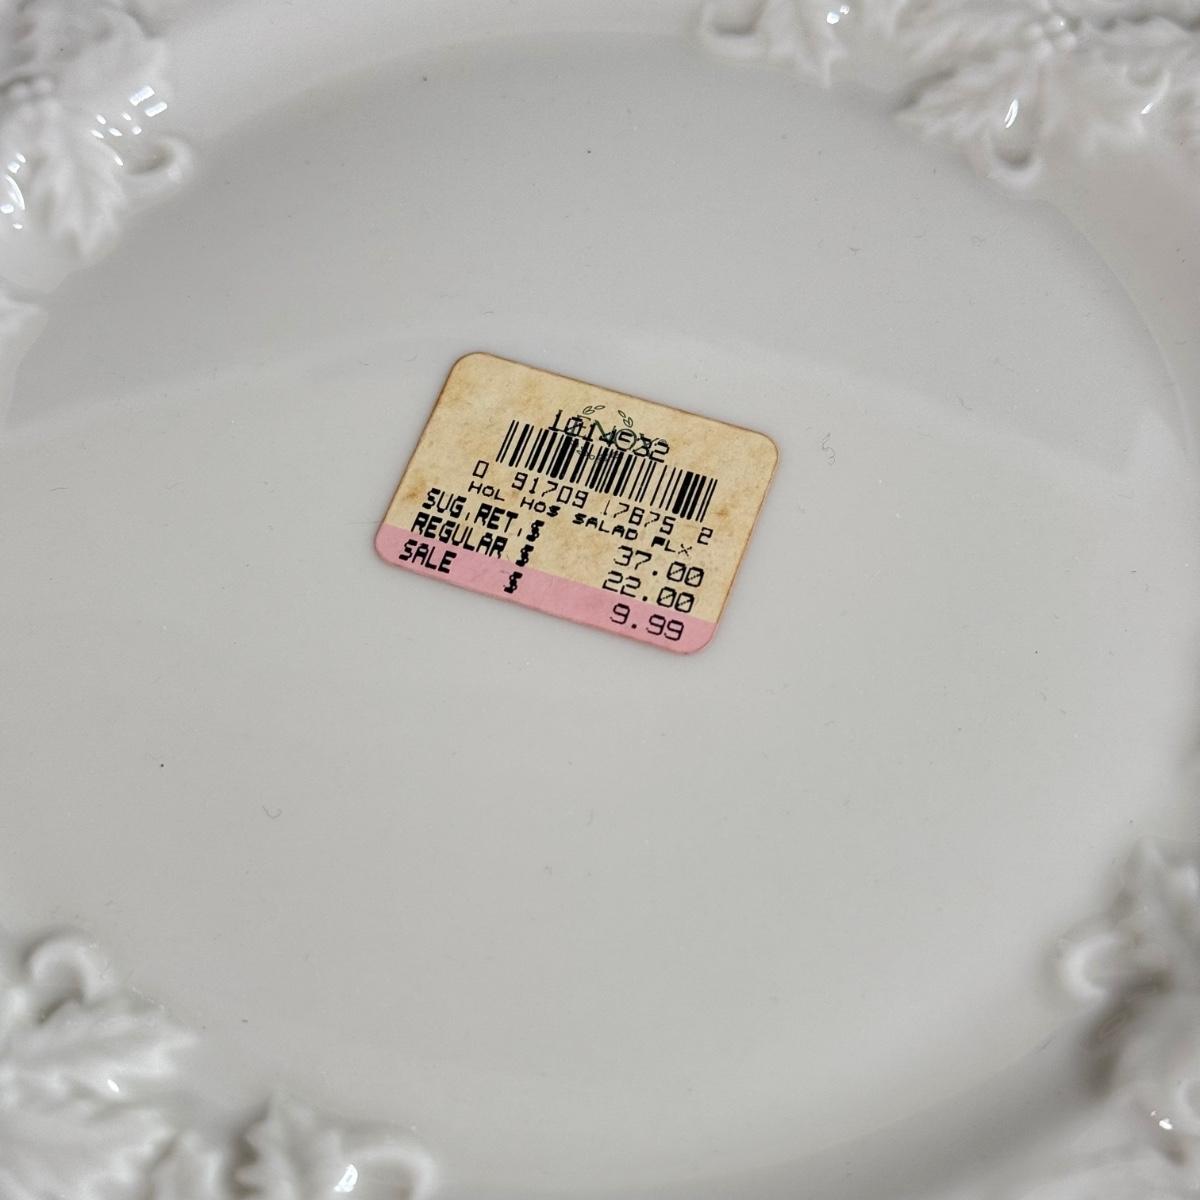 0 91709 17875 2
HOL HOS SALAD PLX
SUG.RET.$ 37.00
REGULAR $ 22.00
SALE $ 9.99